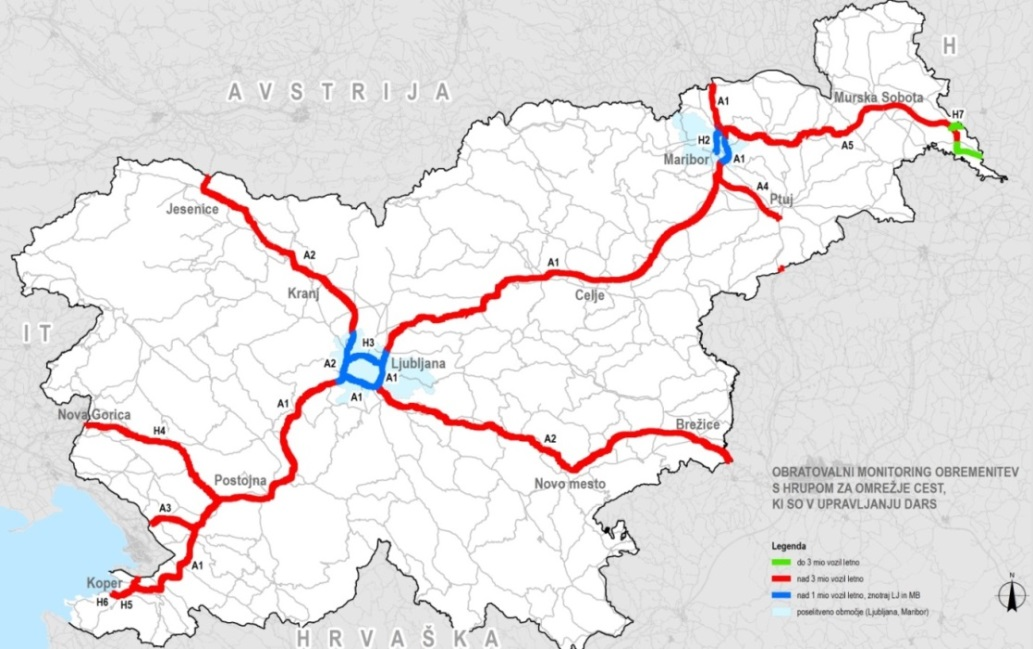 H
AVSTRIJA
A1
Murska Sobota
H7
H2
Maribor
A1
A5
A4
Ptuj
Jesenice
A2
A1
Kranj
Celje
IT
H3
A2
Ljubljana
A1
A1
A1
Nova Gorica
H4
Brežice
A2
Postojna
Novo mesto
A3
A1
Koper
H6
H5
HRVAŠKA
OBRATOVALNI MONITORING OBREMENITEV
S HRUPOM ZA OMREŽJE CEST,
KI SO V UPRAVLJANJU DARS
Legenda
do 3 mio vozil letno
nad 3 mio vozil letno
nad 1 mio vozil letno, znotraj LJ in MB
poselitveno območje (Ljubljana, Maribor)
N